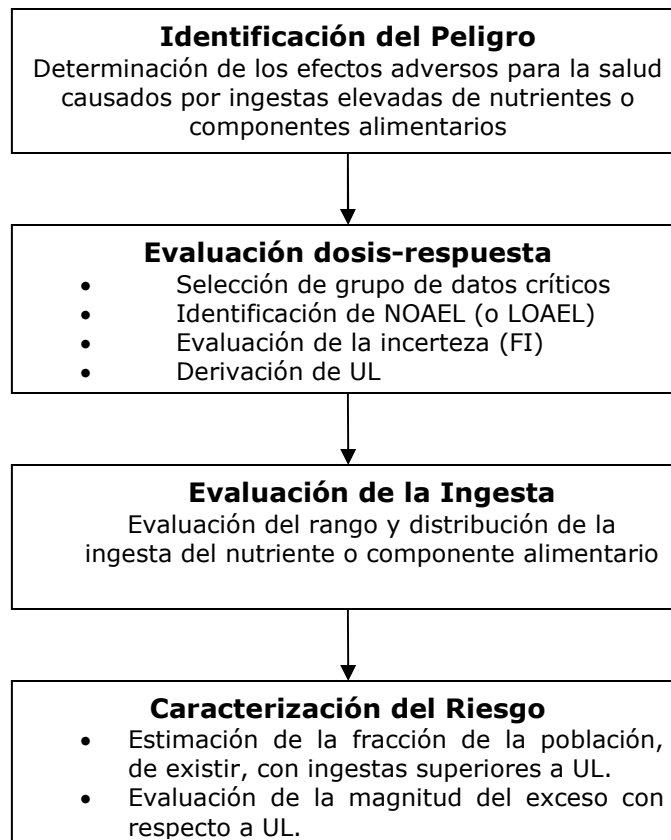 Identificación del Peligro
Determinación de los efectos adversos para la salud
causados por ingestas elevadas de nutrientes o
componentes alimentarios
Evaluación dosis-respuesta
• Selección de grupo de datos críticos
• Identificación de NOAEL (o LOAEL)
• Evaluación de la incerteza (FI)
• Derivación de UL
Evaluación de la Ingesta
Evaluación del rango y distribución de la
ingesta del nutriente o componente alimentario
Caracterización del Riesgo
• Estimación de la fracción de la población,
de existir, con ingestas superiores a UL.
• Evaluación de la magnitud del exceso con
respecto a UL.